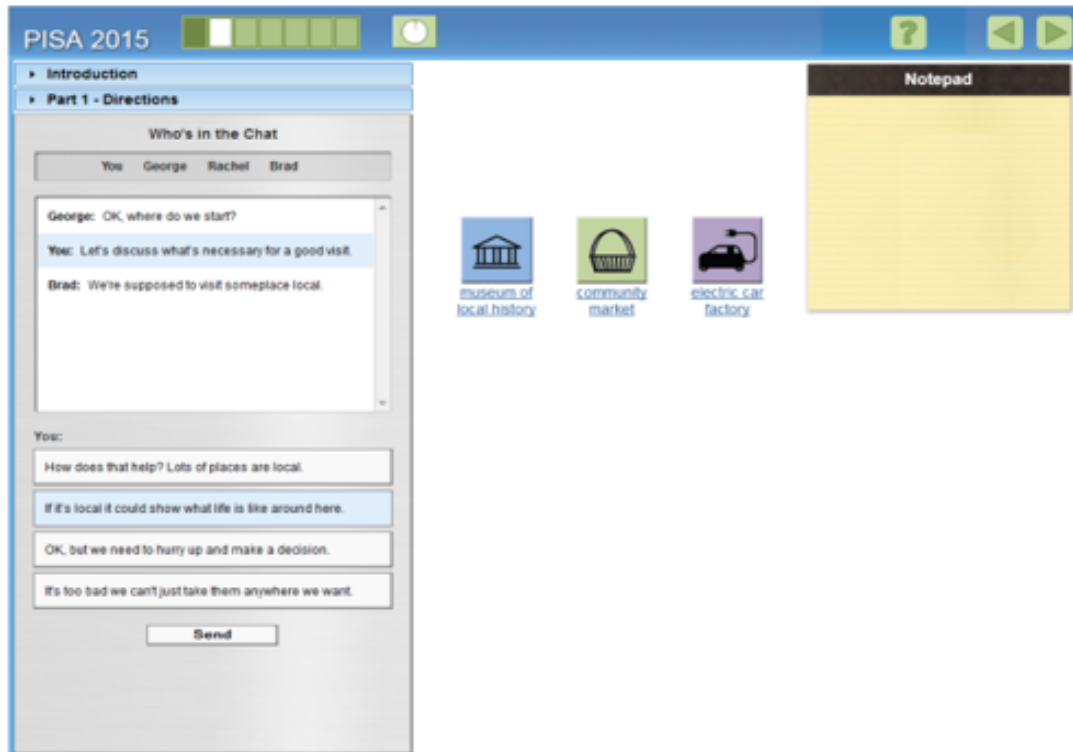 PISA 2015
?
Introduction
Part 1 - Directions
Who's in the Chat
You George Rachel Brad
George: OK, where do we start?
You: Let's discuss what's necessary for a good visit.
Brad: We're supposed to visit someplace local.
You:
How does that help? Lots of places are local.
If it's local it could show what life is like around here.
OK, but we need to hurry up and make a decision.
It's too bad we can't just take them anywhere we want.
Send
museum of
local history
community
market
electric car
factory
Notepad